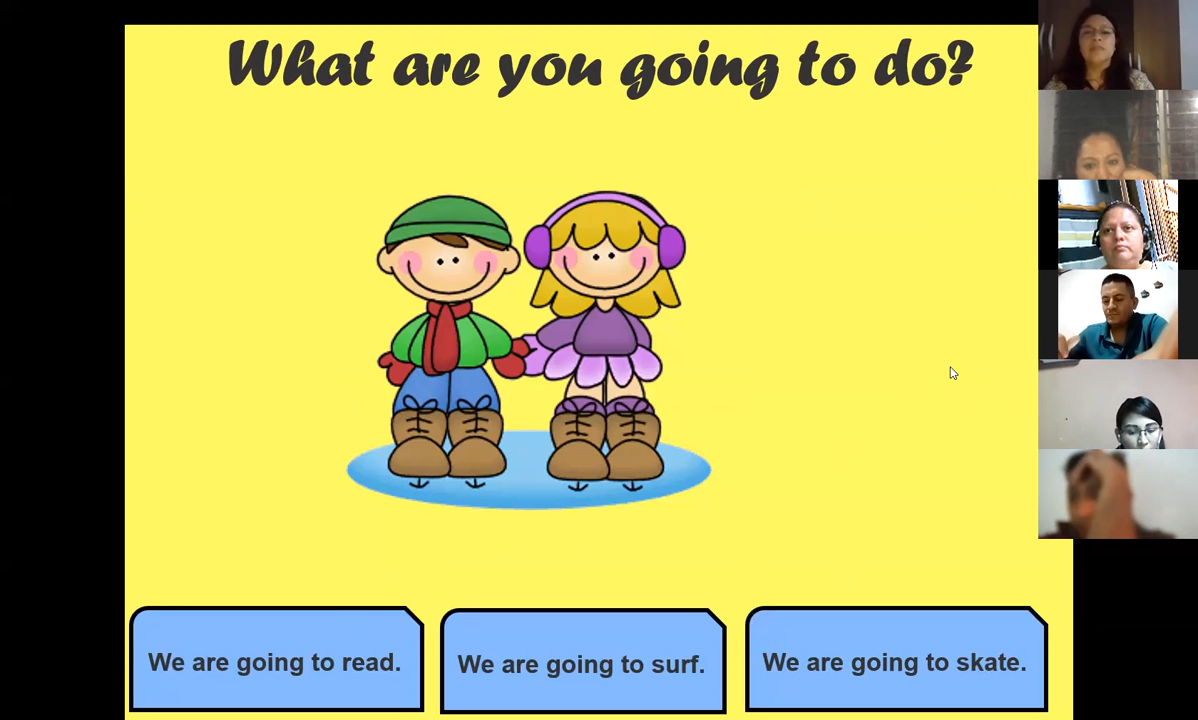 What are you going to do?
We are going to read.
We are going to surf.
We are going to skate.